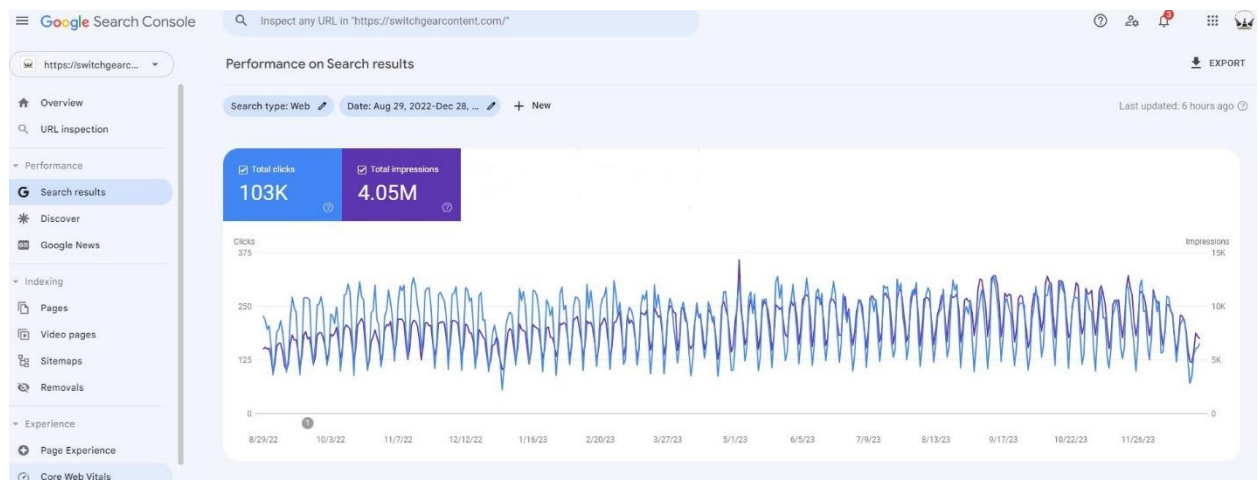 Google Search Console
Inspect any URL in "https://switchgearcontent.com/"
3
https://switchgearc...
Performance on Search results
EXPORT
Overview
URL inspection
Search type: Web
Date: Aug 29, 2022-Dec 28, ...
+ New
Last updated: 6 hours ago
Performance
Search results
Discover
Google News
Total clicks
103K
Total impressions
4.05M
Clicks
375
250
125
0
Impressions
15K
10K
5K
0
1
8/29/22
10/3/22
11/7/22
12/12/22
1/16/23
2/20/23
3/27/23
5/1/23
6/5/23
7/9/23
8/13/23
9/17/23
10/22/23
11/26/23
Indexing
Pages
Video pages
Sitemaps
Removals
Experience
Page Experience
Core Web Vitals